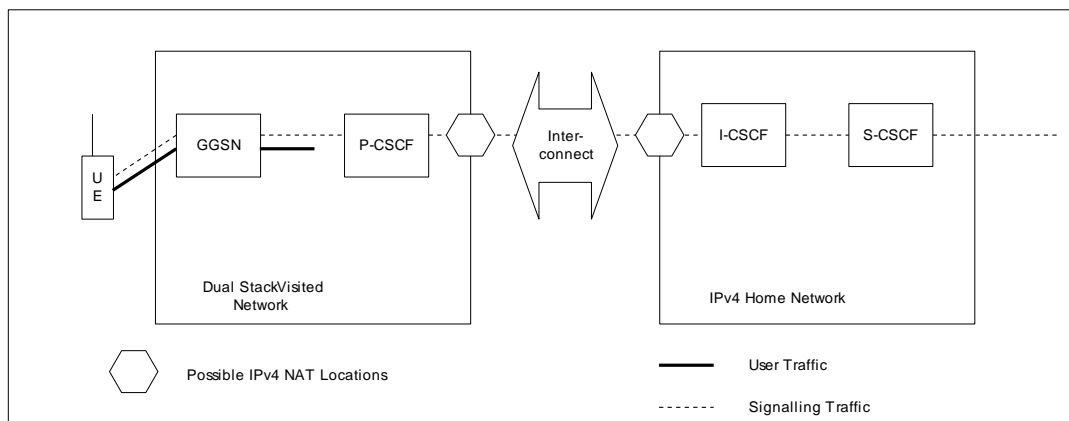 GGSN
P-CSCF
Inter-
connect
I-CSCF
S-CSCF
U
E
Dual StackVisited
Network
IPv4 Home Network
Possible IPv4 NAT Locations
User Traffic
Signalling Traffic